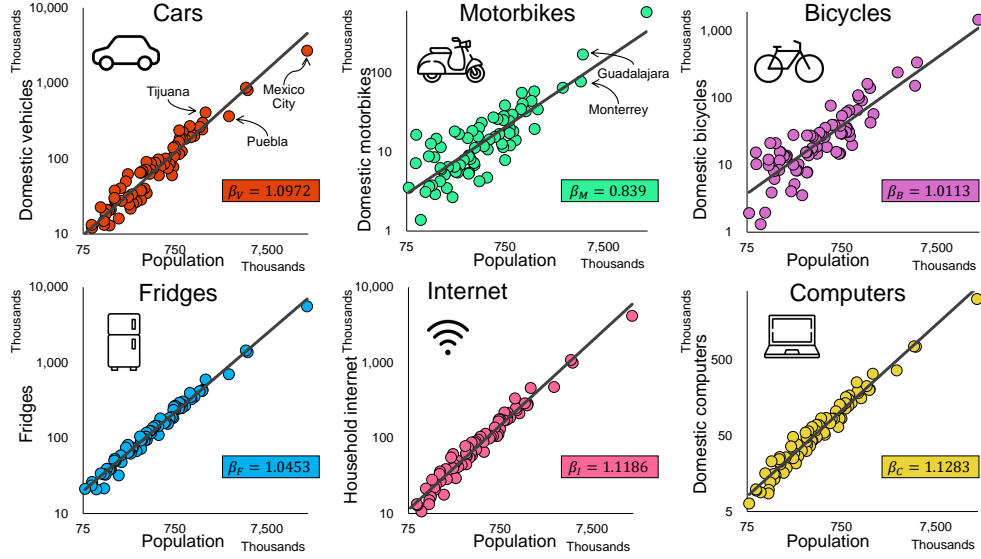 Cars
Thousands
10,000
1,000
100
10
Domestic vehicles
Tijuana
Mexico
City
Puebla
β_V = 1.0972
75
750
7,500
Population
Thousands
Motorbikes
Thousands
100
10
1
Domestic motorbikes
Guadalajara
Monterrey
β_M = 0.839
75
750
7,500
Population
Thousands
Bicycles
Thousands
1,000
100
10
1
Domestic bicycles
β_B = 1.0113
75
750
7,500
Population
Thousands
Fridges
Thousands
10,000
1,000
100
10
Fridges
β_F = 1.0453
75
750
7,500
Population
Thousands
Internet
Thousands
10,000
1,000
100
10
Household internet
β_I = 1.1186
75
750
7,500
Population
Thousands
Computers
Thousands
500
50
5
Domestic computers
β_C = 1.1283
75
750
7,500
Population
Thousands